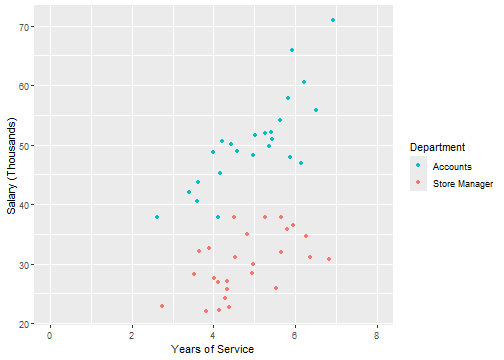 Salary (Thousands)
70
60
50
40
30
20
0
2
4
6
8
Years of Service
Department
Accounts
Store Manager